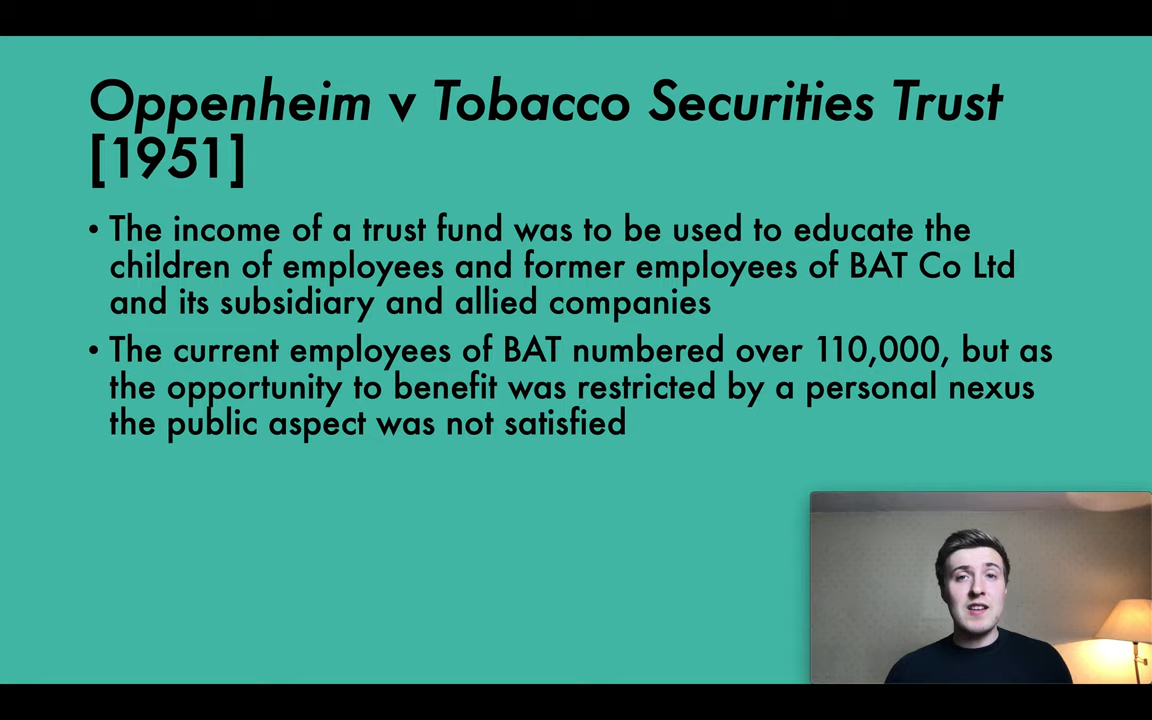 Oppenheim v Tobacco Securities Trust
[1951]
• The income of a trust fund was to be used to educate the
children of employees and former employees of BAT Co Ltd
and its subsidiary and allied companies
• The current employees of BAT numbered over 110,000, but as
the opportunity to benefit was restricted by a personal nexus
the public aspect was not satisfied